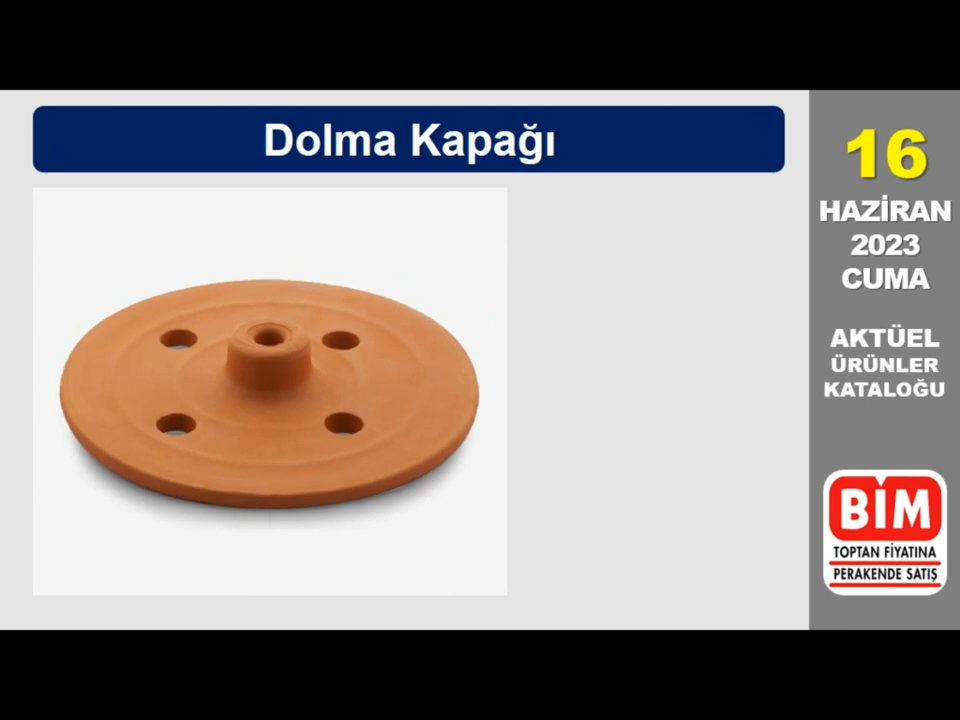 Dolma Kapağı
16
HAZİRAN
2023
CUMA
AKTÜEL
ÜRÜNLER
KATALOĞU
BİM
TOPTAN FİYATINA
PERAKENDE SATIŞ